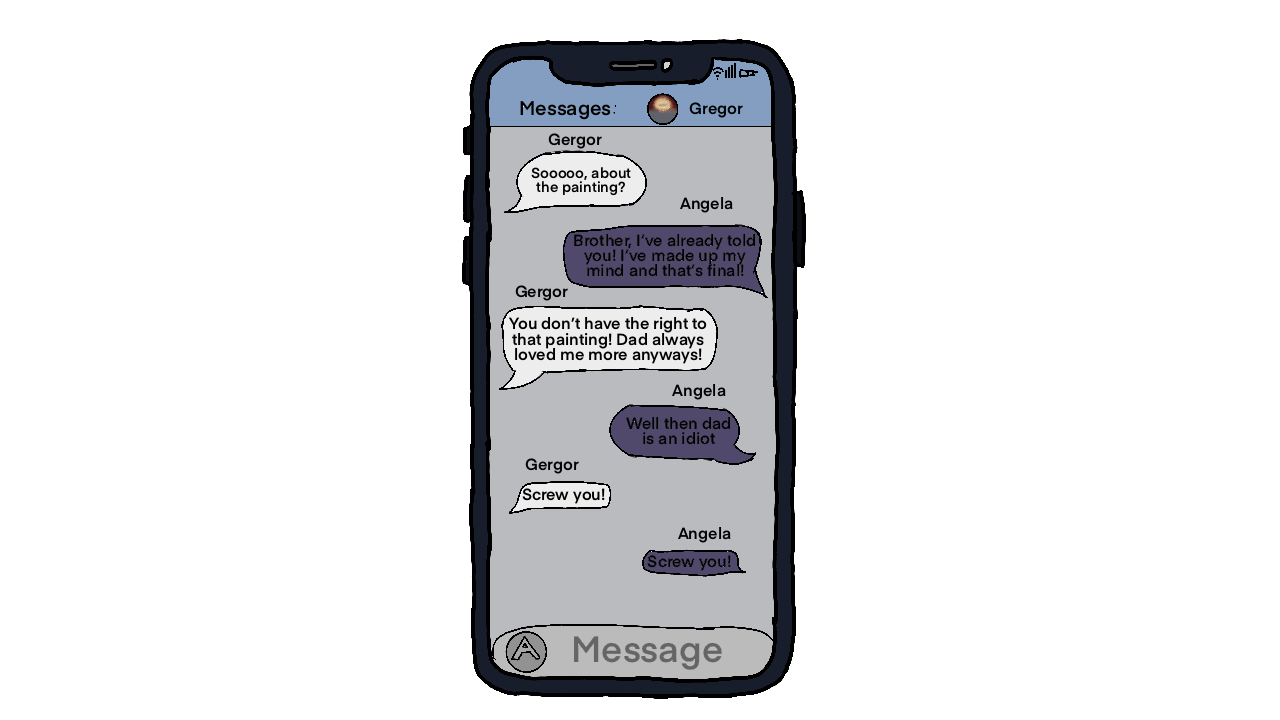 Messages: Gregor
Gergor
Sooooo, about
the painting?
Angela
Brother, I've already told
you! I've made up my
mind and that's final!
Gergor
You don't have the right to
that painting! Dad always
loved me more anyways!
Angela
Well then dad
is an idiot
Gergor
Screw you!
Angela
Screw you!
Message